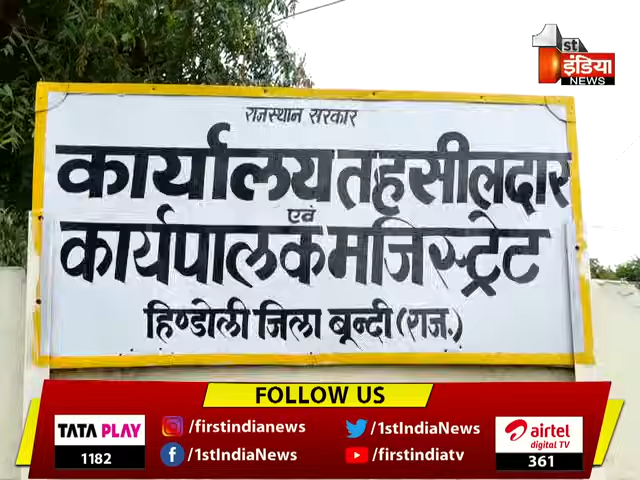 1st
इंडिया
NEWS
राजस्थान सरकार
कार्यालय तहसीलदार
एवं
कार्यपालक मजिस्ट्रेट
हिण्डोली जिला बून्दी (राज.)
FOLLOW US
TATA PLAY
1182
/firstindianews
/1stIndiaNews
/1stIndiaNews
/firstindiatv
airtel
digital TV
361